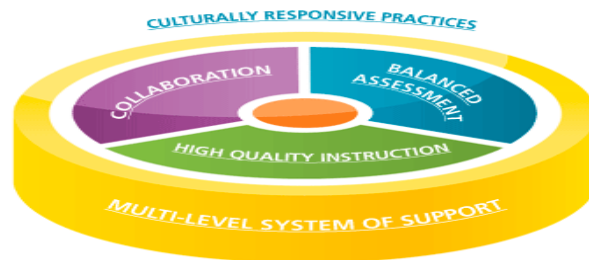 CULTURALLY RESPONSIVE PRACTICES
COLLABORATION
BALANCED
ASSESSMENT
HIGH QUALITY INSTRUCTION
MULTI-LEVEL SYSTEM OF SUPPORT